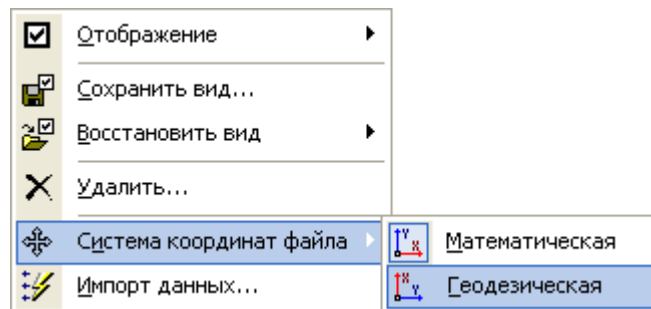 Отображение
Сохранить вид...
Восстановить вид
Удалить...
Система координат файла
Y X Математическая
Импорт данных...
X Y Геодезическая